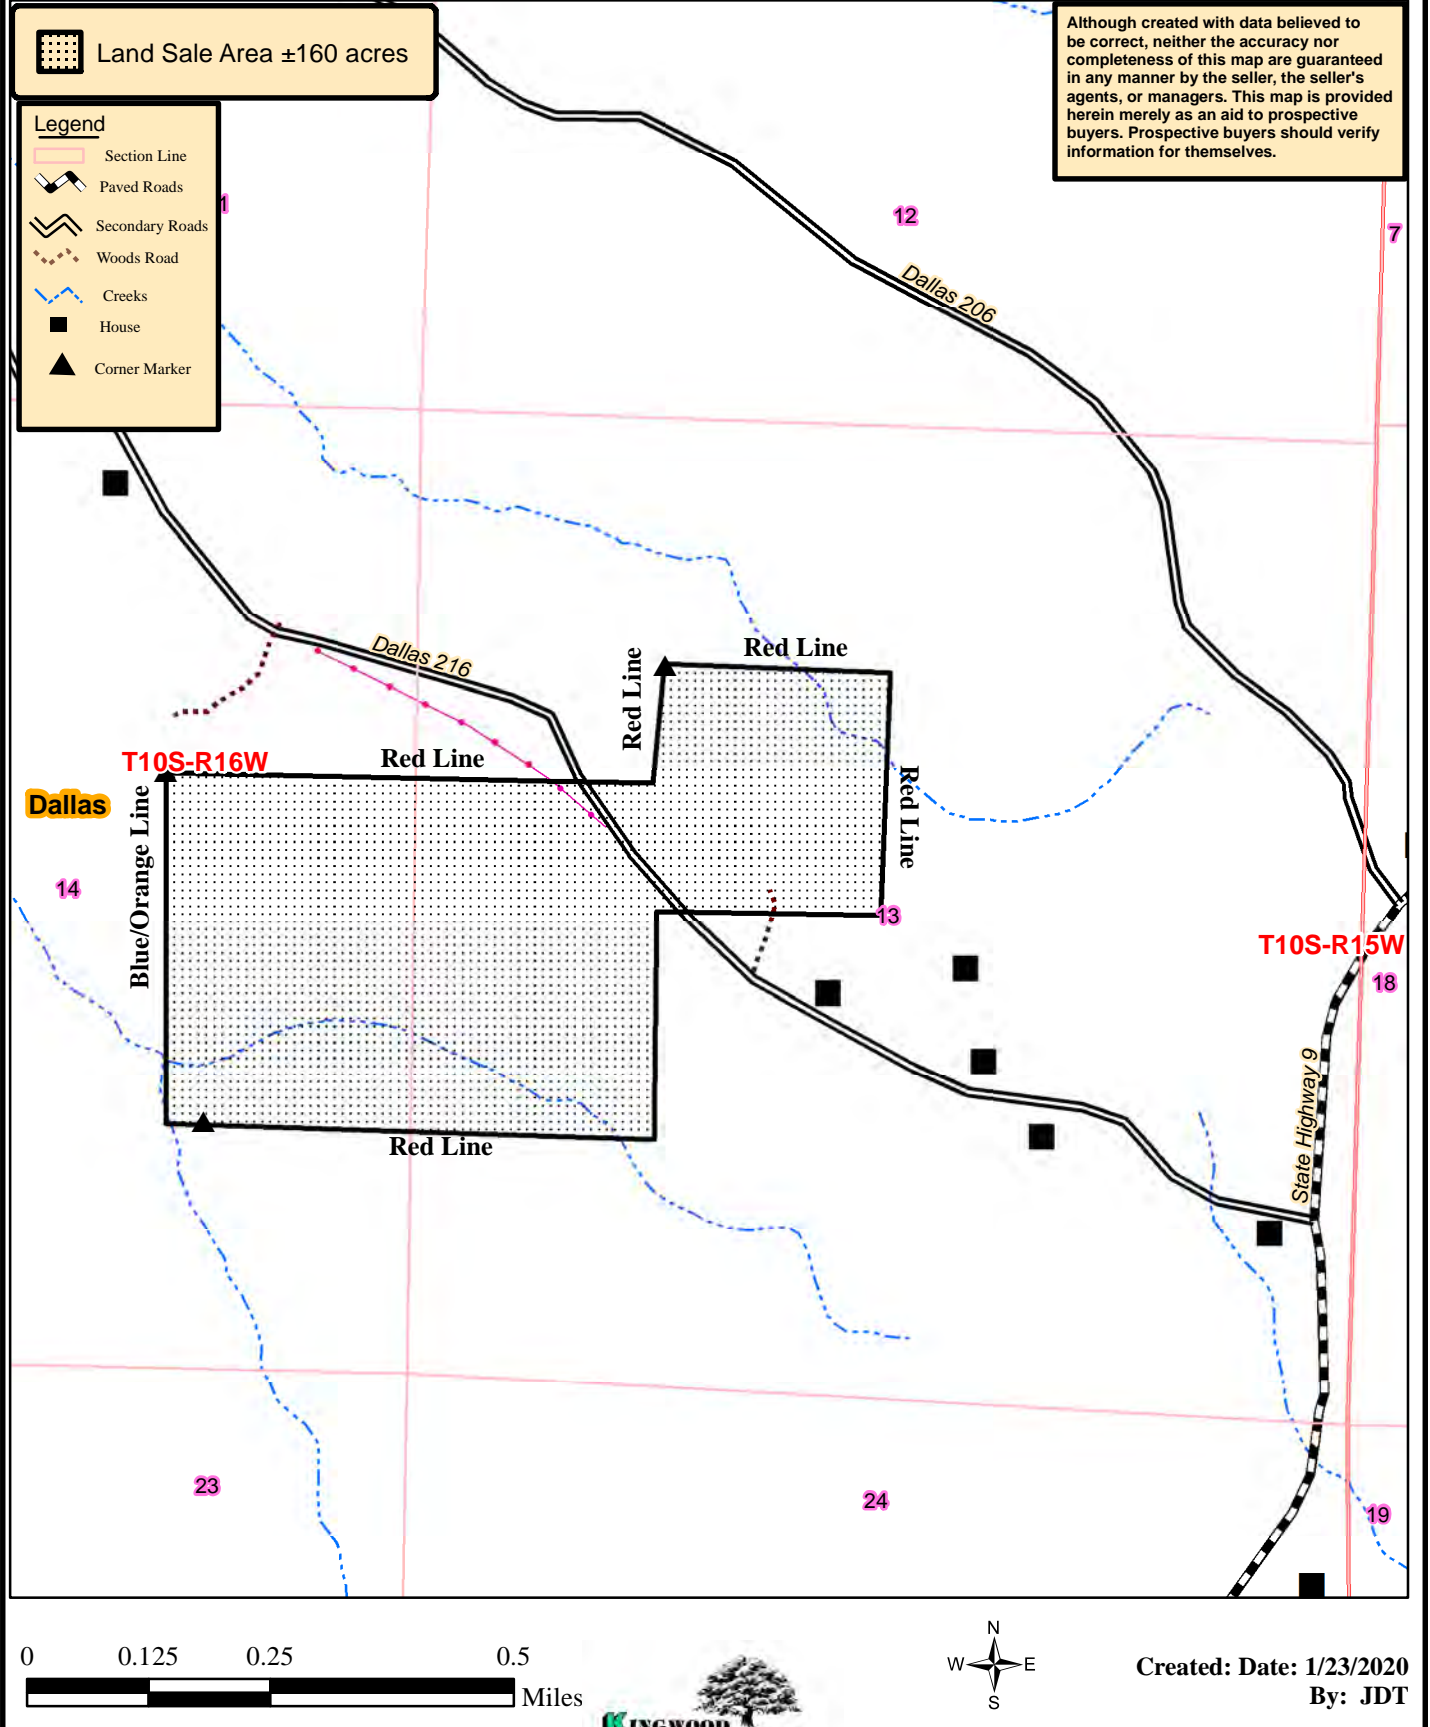 Land Sale Area ±160 acres
Although created with data believed to
be correct, neither the accuracy nor
completeness of this map are guaranteed
in any manner by the seller, the seller's
agents, or managers. This map is provided
herein merely as an aid to prospective
buyers. Prospective buyers should verify
information for themselves.
Legend
Section Line
Paved Roads
Secondary Roads
Woods Road
Creeks
House
Corner Marker
1
12
7
Dallas 206
Dallas 216
Red Line
Red Line
Red Line
T10S-R16W
Dallas
Blue/Orange Line
Red Line
14
13
T10S-R15W
18
State Highway 9
Red Line
23
24
19
0 0.125 0.25 0.5
Miles
N
W E
S
Created: Date: 1/23/2020
By: JDT
KINGWOOD